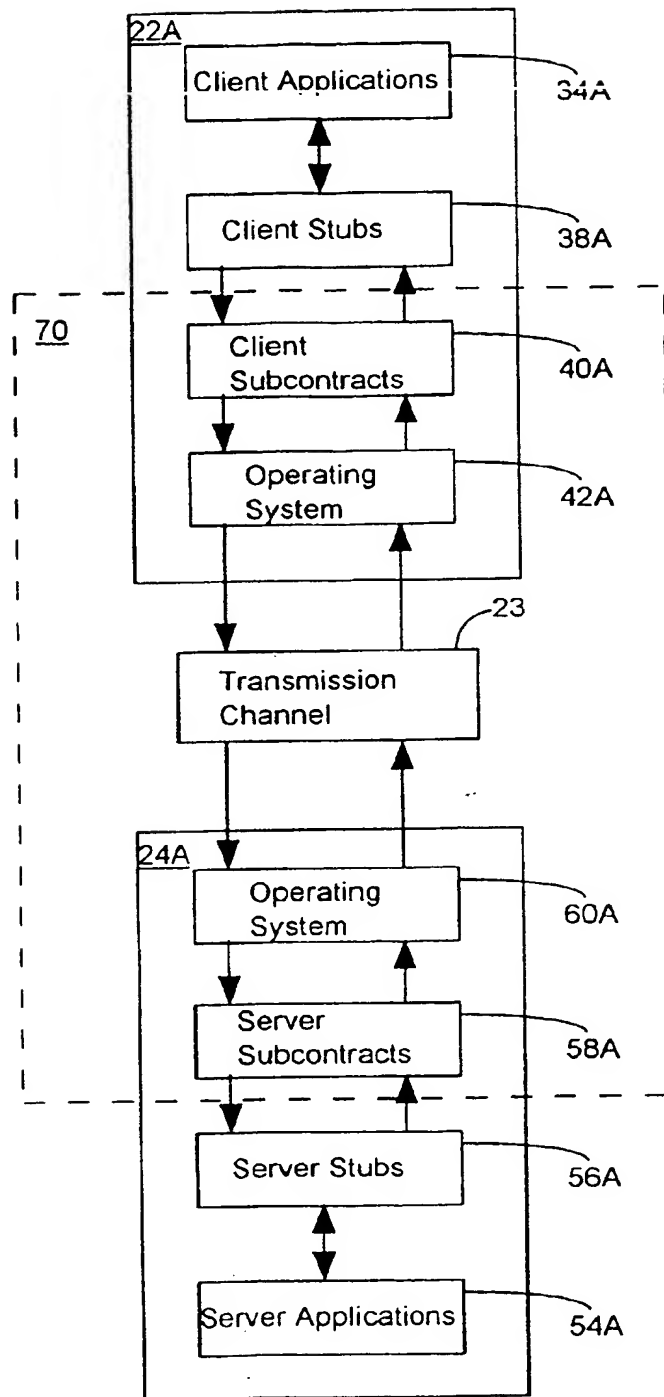 22A
Client Applications
34A
Client Stubs
38A
70
Client
Subcontracts
40A
Operating
System
42A
23
Transmission
Channel
24A
Operating
System
60A
Server
Subcontracts
58A
Server Stubs
56A
Server Applications
54A